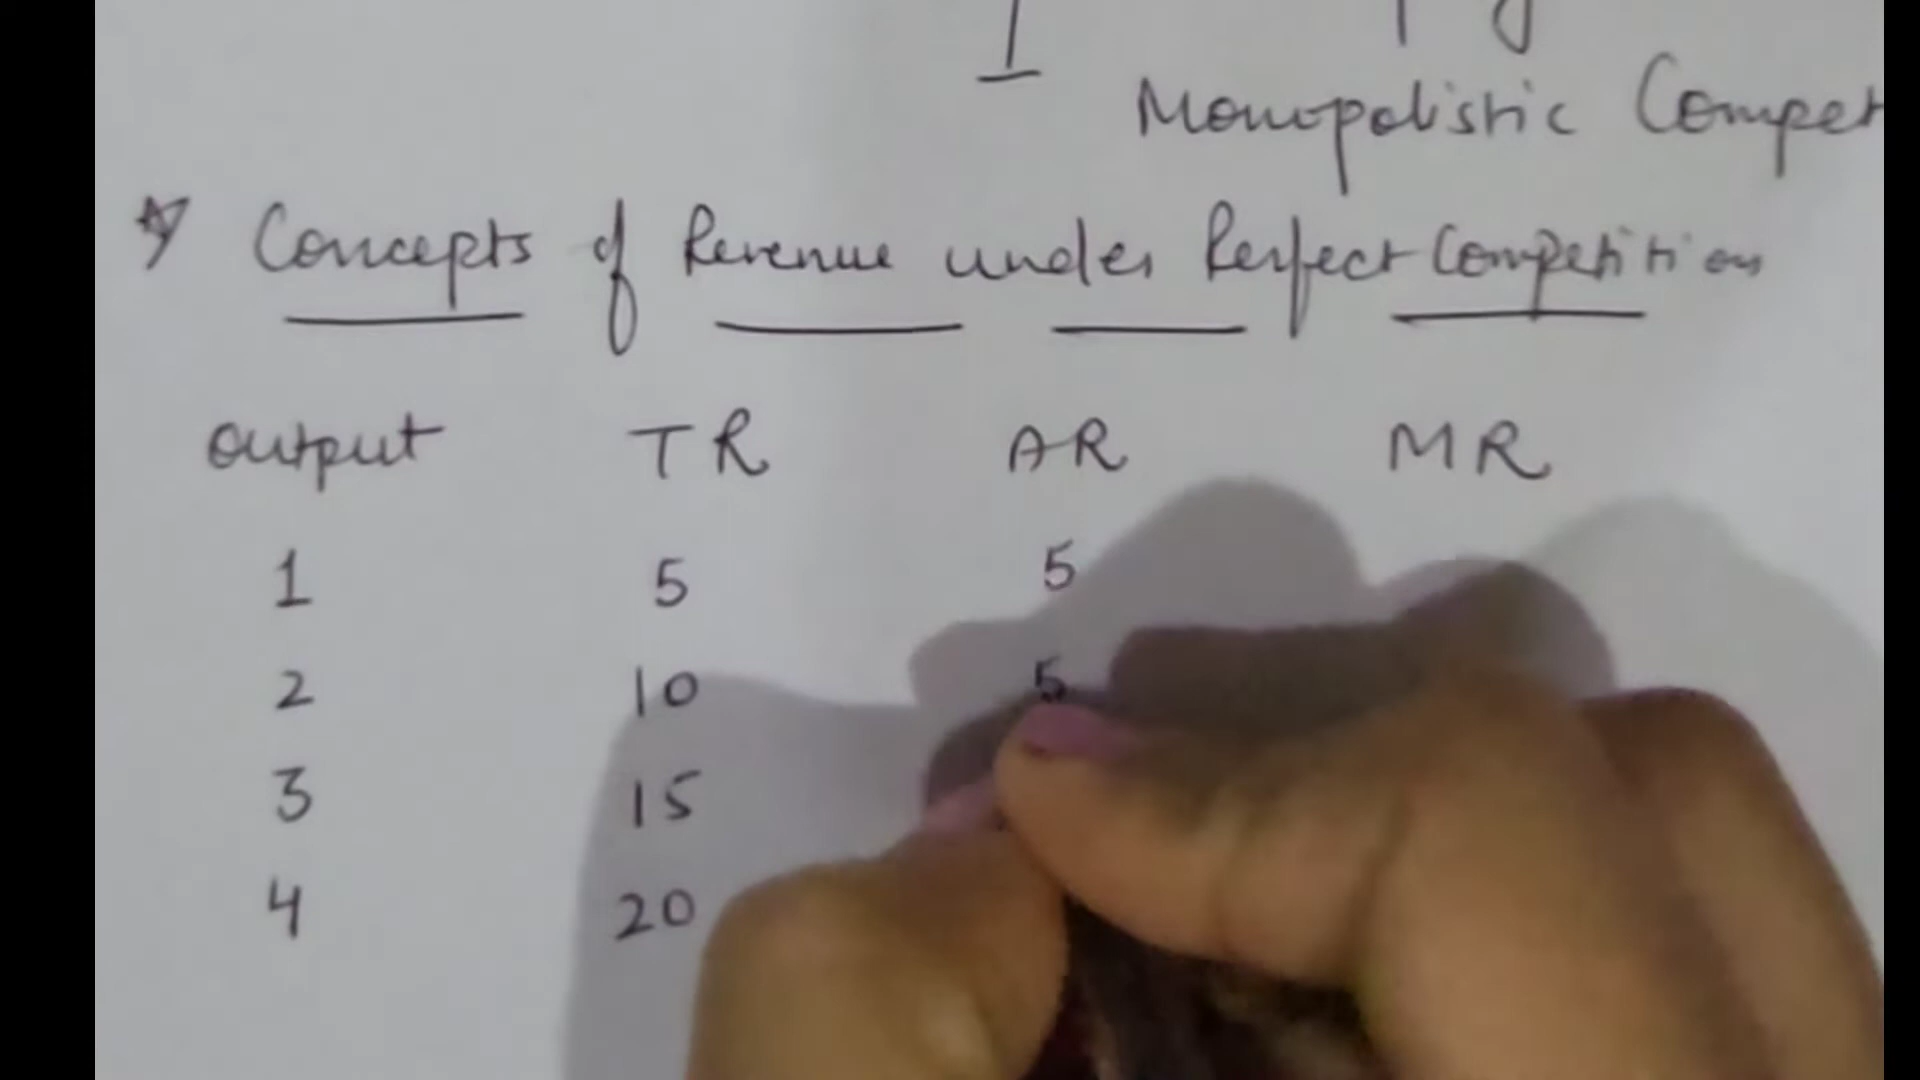 Monopolistic Compet
Concepts of Revenue under Perfect Competition
output TR AR MR
1 5 5
2 10 5
3 15
4 20